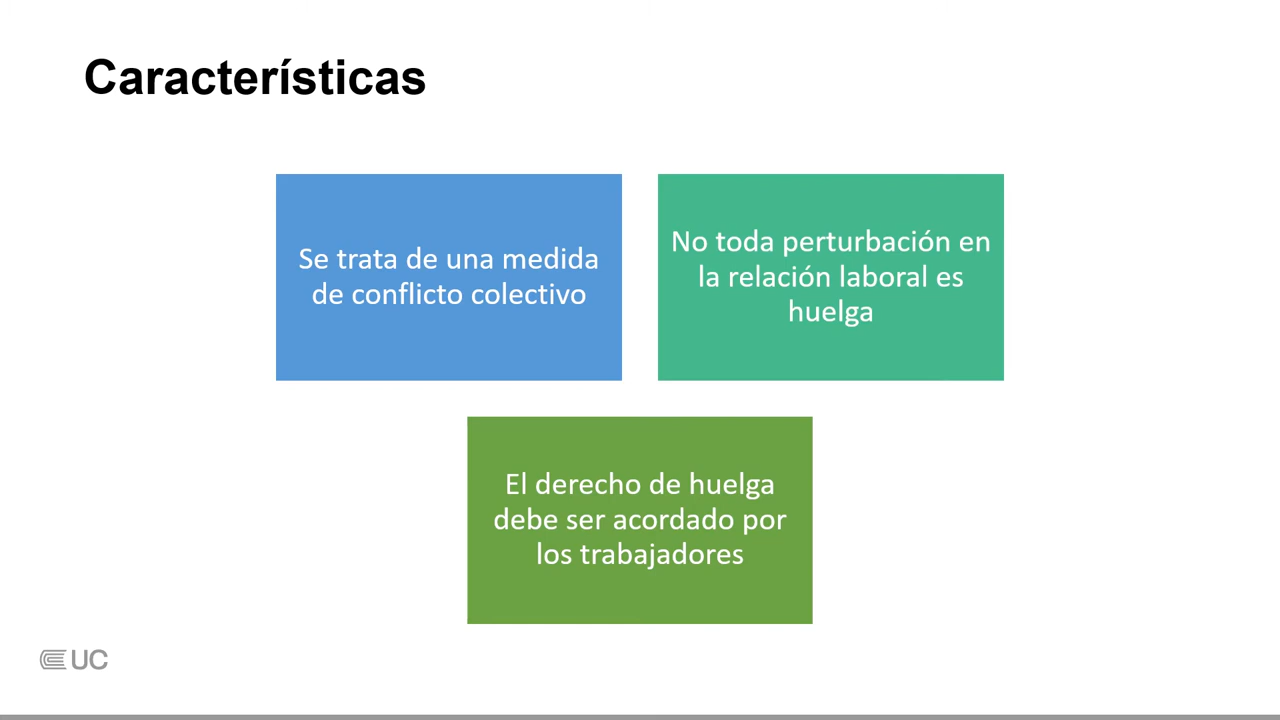 Características
Se trata de una medida
de conflicto colectivo
No toda perturbación en
la relación laboral es
huelga
El derecho de huelga
debe ser acordado por
los trabajadores
UC